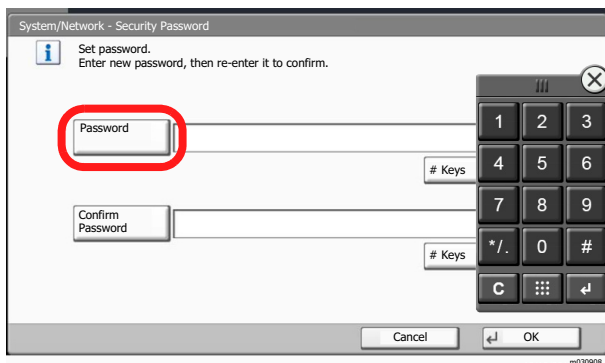 System/Network - Security Password
Set password.
Enter new password, then re-enter it to confirm.
Password
1 2 3
# Keys
4 5 6
7 8 9
Confirm
Password
# Keys
*/. 0 #
C
Cancel
OK
m030908